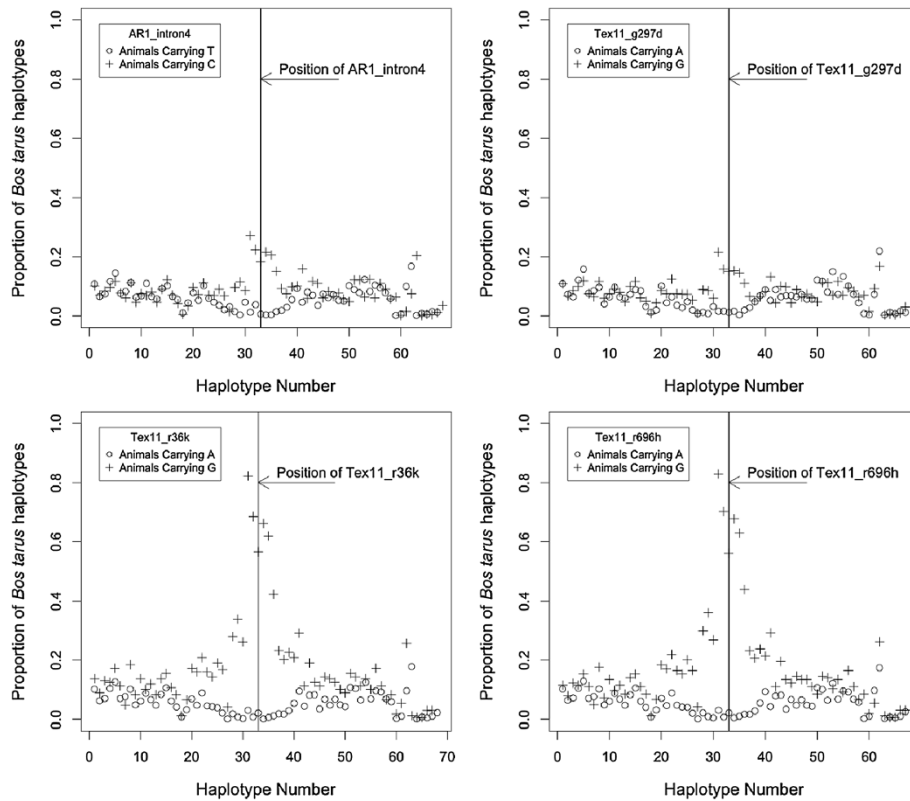 AR1_intron4
Animals Carrying T
Animals Carrying C
Position of AR1_intron4
Proportion of Bos tarus haplotypes
0.0 0.2 0.4 0.6 0.8 1.0
0 10 20 30 40 50 60
Haplotype Number
Tex11_g297d
Animals Carrying A
Animals Carrying G
Position of Tex11_g297d
Proportion of Bos tarus haplotypes
0.0 0.2 0.4 0.6 0.8 1.0
0 10 20 30 40 50 60
Haplotype Number
Tex11_r36k
Animals Carrying A
Animals Carrying G
Position of Tex11_r36k
Proportion of Bos tarus haplotypes
0.0 0.2 0.4 0.6 0.8 1.0
0 10 20 30 40 50 60 70
Haplotype Number
Tex11_r696h
Animals Carrying A
Animals Carrying G
Position of Tex11_r696h
Proportion of Bos tarus haplotypes
0.0 0.2 0.4 0.6 0.8 1.0
0 10 20 30 40 50 60
Haplotype Number